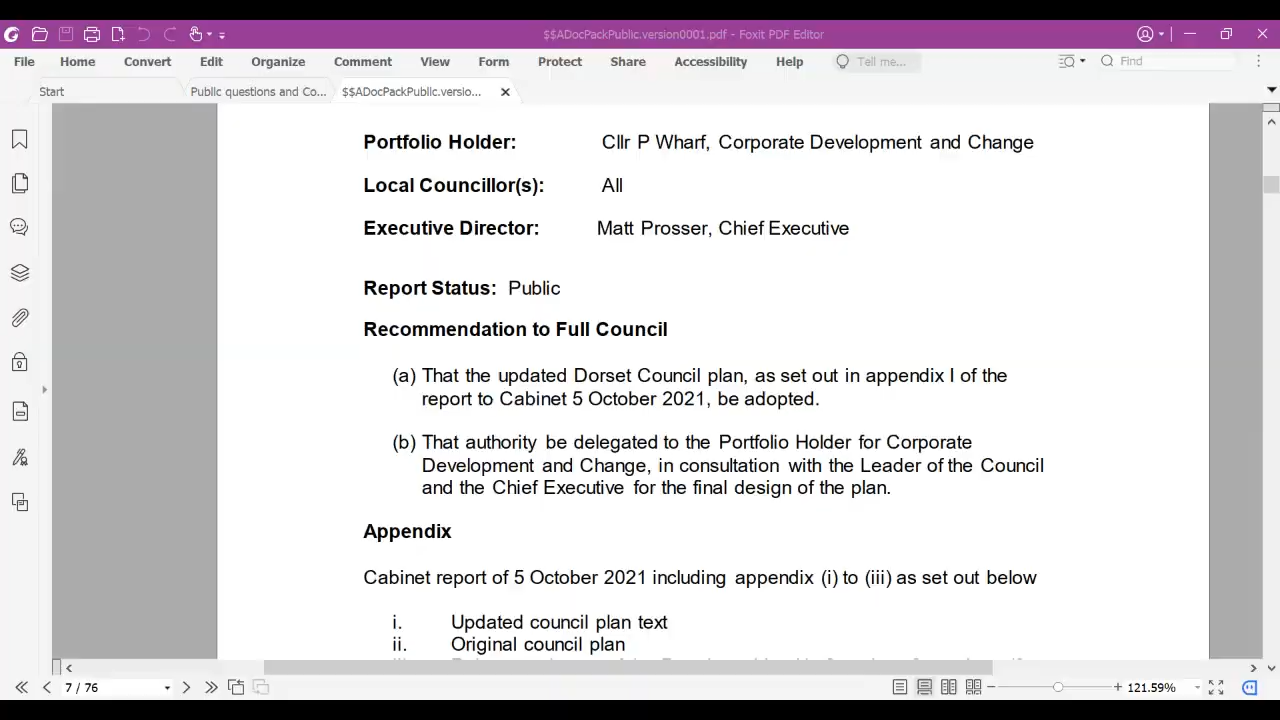 $$ADocPackPublic.version0001.pdf - Foxit PDF Editor
File Home Convert Edit Organize Comment View Form Protect Share Accessibility Help Tell me... Find
Start Public questions and Co... $$ADocPackPublic.versio...
Portfolio Holder: Cllr P Wharf, Corporate Development and Change
Local Councillor(s): All
Executive Director: Matt Prosser, Chief Executive
Report Status: Public
Recommendation to Full Council
(a) That the updated Dorset Council plan, as set out in appendix I of the
report to Cabinet 5 October 2021, be adopted.
(b) That authority be delegated to the Portfolio Holder for Corporate
Development and Change, in consultation with the Leader of the Council
and the Chief Executive for the final design of the plan.
Appendix
Cabinet report of 5 October 2021 including appendix (i) to (iii) as set out below
i. Updated council plan text
ii. Original council plan
7 / 76 121.59%